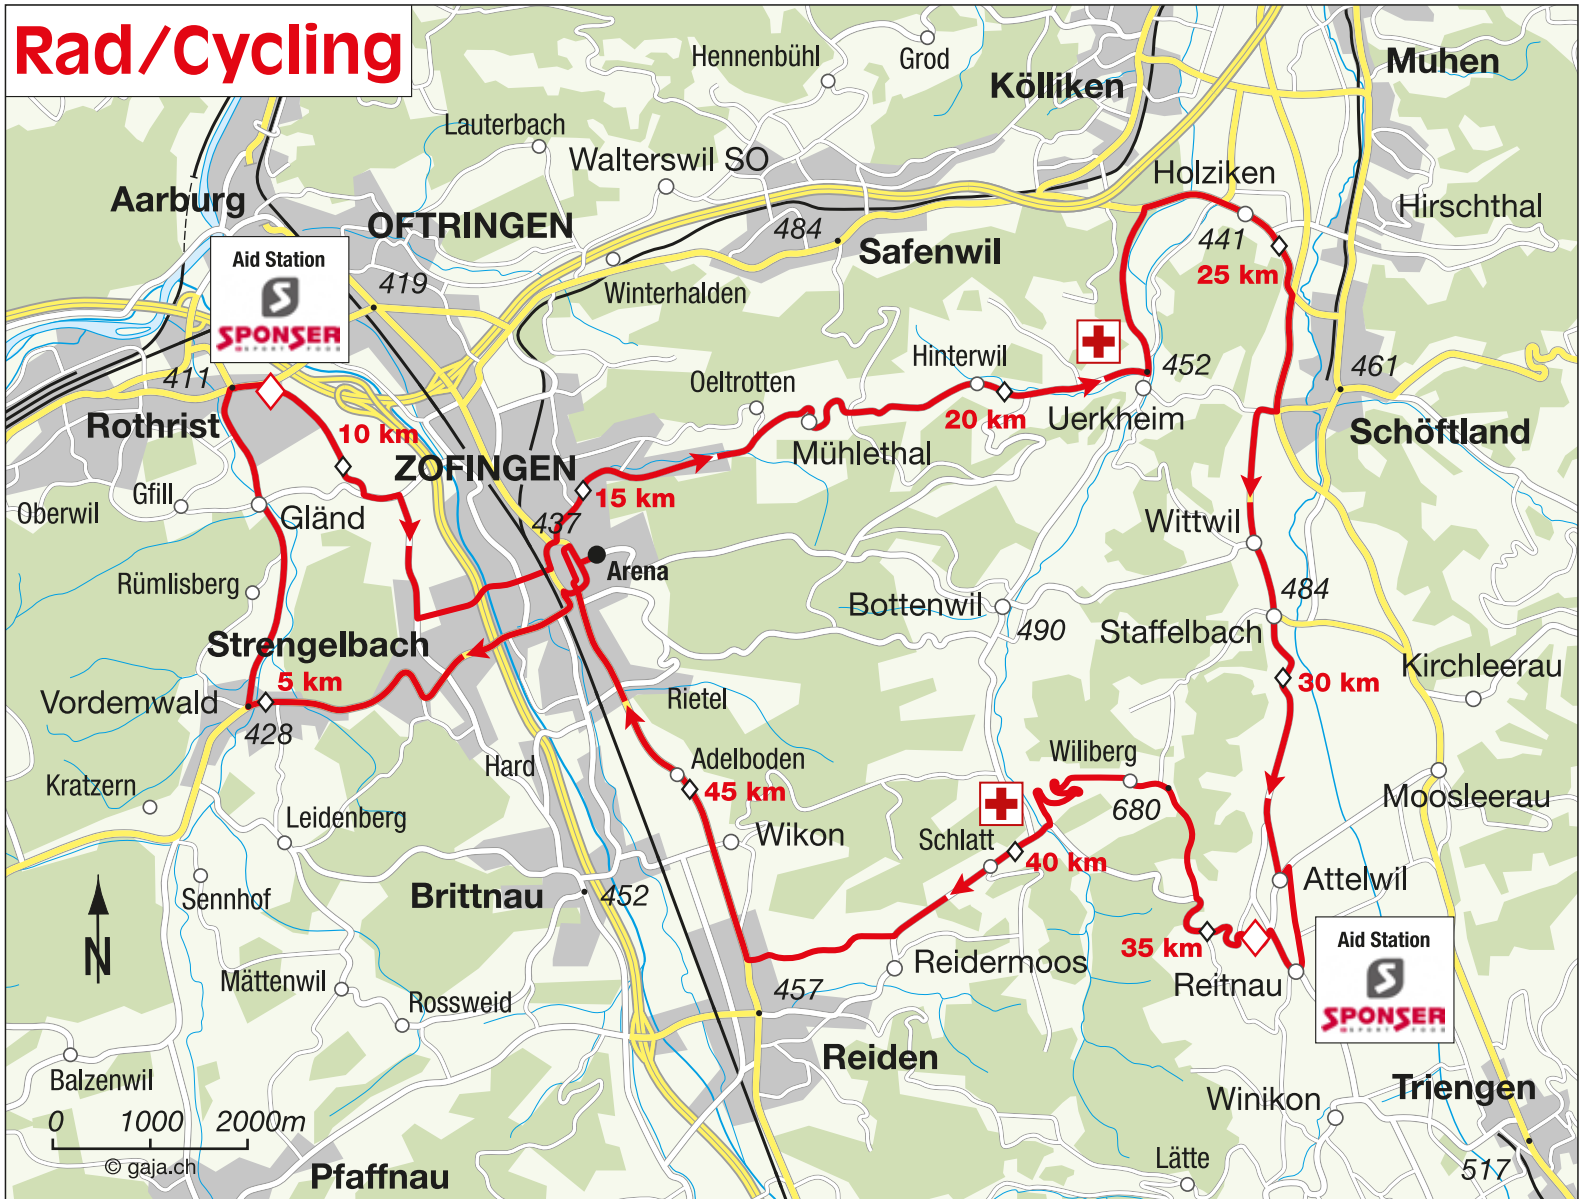 Rad/Cycling
Hennenbühl
Grod
Kölliken
Muhen
Lauterbach
Walterswil SO
Holziken
Aarburg
OFTRINGEN
Hirschthal
484
Safenwil
441
25 km
Aid Station
S
SPONSER
SPORT FOOD
419
Winterhalden
411
Hinterwil
452
461
Oeltrotten
Rothrist
10 km
20 km
Uerkheim
Schöftland
ZOFINGEN
Mühlethal
Gfill
15 km
Oberwil
Gländ
437
Wittwil
Arena
Rümlisberg
Bottenwil
484
490
Staffelbach
Strengelbach
5 km
Kirchleerau
30 km
Vordemwald
Rietel
428
Wiliberg
Hard
Adelboden
45 km
Kratzern
680
Moosleerau
Leidenberg
Wikon
Schlatt
40 km
Attelwil
Sennhof
Brittnau
452
N
35 km
Reidermoos
Reitnau
Aid Station
S
SPONSER
SPORT FOOD
Mättenwil
Rossweid
457
Reiden
Balzenwil
Triengen
Winikon
0 1000 2000m
© gaja.ch
Pfaffnau
Lätte
517